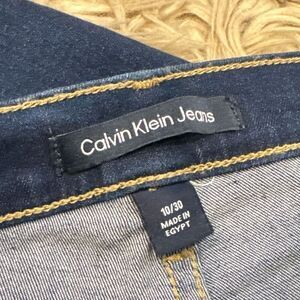 Calvin Klein Jeans
10/30
MADE IN
EGYPT